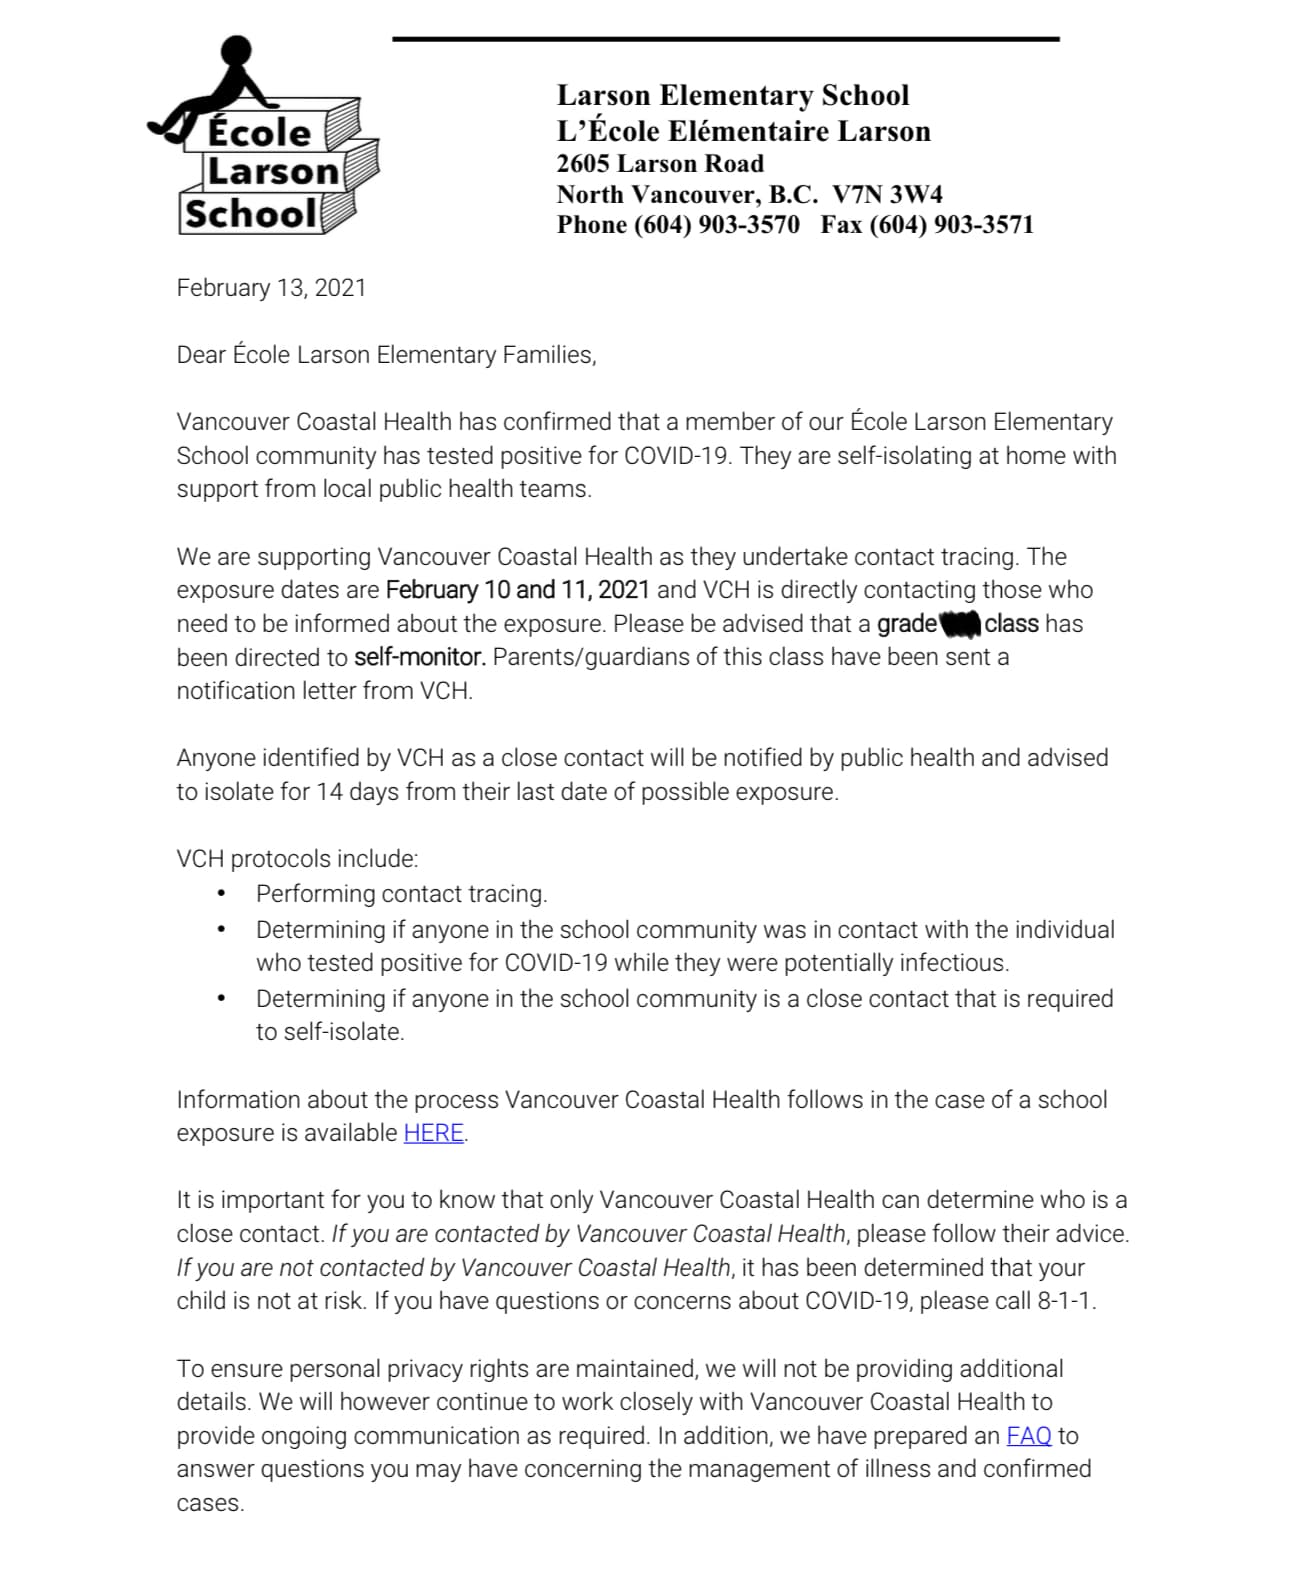 École
Larson
School
Larson Elementary School
L’École Elémentaire Larson
2605 Larson Road
North Vancouver, B.C. V7N 3W4
Phone (604) 903-3570 Fax (604) 903-3571
February 13, 2021
Dear École Larson Elementary Families,
Vancouver Coastal Health has confirmed that a member of our École Larson Elementary
School community has tested positive for COVID-19. They are self-isolating at home with
support from local public health teams.
We are supporting Vancouver Coastal Health as they undertake contact tracing. The
exposure dates are February 10 and 11, 2021 and VCH is directly contacting those who
need to be informed about the exposure. Please be advised that a grade class has
been directed to self-monitor. Parents/guardians of this class have been sent a
notification letter from VCH.
Anyone identified by VCH as a close contact will be notified by public health and advised
to isolate for 14 days from their last date of possible exposure.
VCH protocols include:
• Performing contact tracing.
• Determining if anyone in the school community was in contact with the individual
who tested positive for COVID-19 while they were potentially infectious.
• Determining if anyone in the school community is a close contact that is required
to self-isolate.
Information about the process Vancouver Coastal Health follows in the case of a school
exposure is available HERE.
It is important for you to know that only Vancouver Coastal Health can determine who is a
close contact. If you are contacted by Vancouver Coastal Health, please follow their advice.
If you are not contacted by Vancouver Coastal Health, it has been determined that your
child is not at risk. If you have questions or concerns about COVID-19, please call 8-1-1.
To ensure personal privacy rights are maintained, we will not be providing additional
details. We will however continue to work closely with Vancouver Coastal Health to
provide ongoing communication as required. In addition, we have prepared an FAQ to
answer questions you may have concerning the management of illness and confirmed
cases.